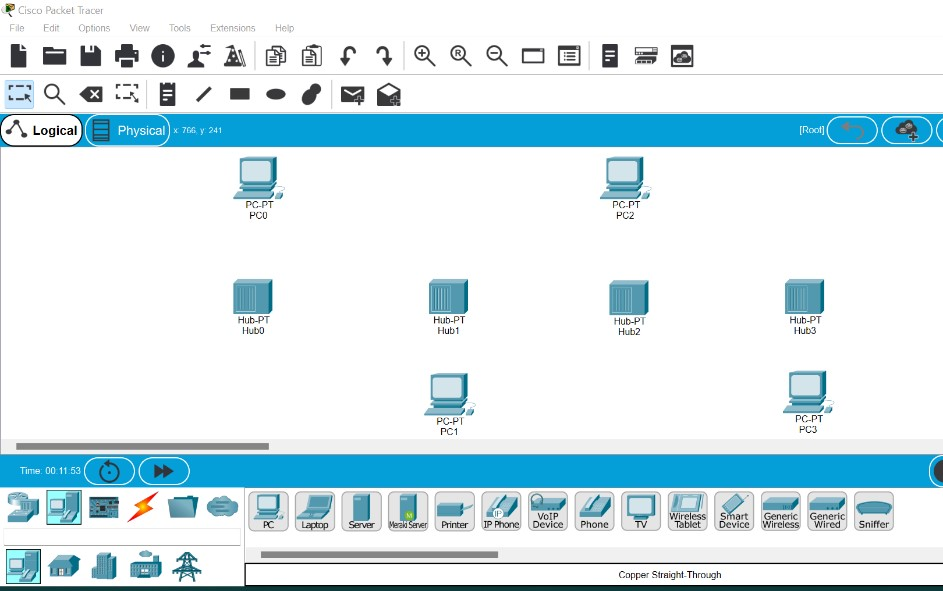 Cisco Packet Tracer
File Edit Options View Tools Extensions Help
Logical Physical x: 766, y: 241 [Root]
PC-PT
PC0
PC-PT
PC2
Hub-PT
Hub0
Hub-PT
Hub1
Hub-PT
Hub2
Hub-PT
Hub3
PC-PT
PC1
PC-PT
PC3
Time: 00:11:53
PC
Laptop
Server
Meraki Server
Printer
IP Phone
VoIP
Device
Phone
TV
Wireless
Tablet
Smart
Device
Generic
Wireless
Generic
Wired
Sniffer
Copper Straight-Through